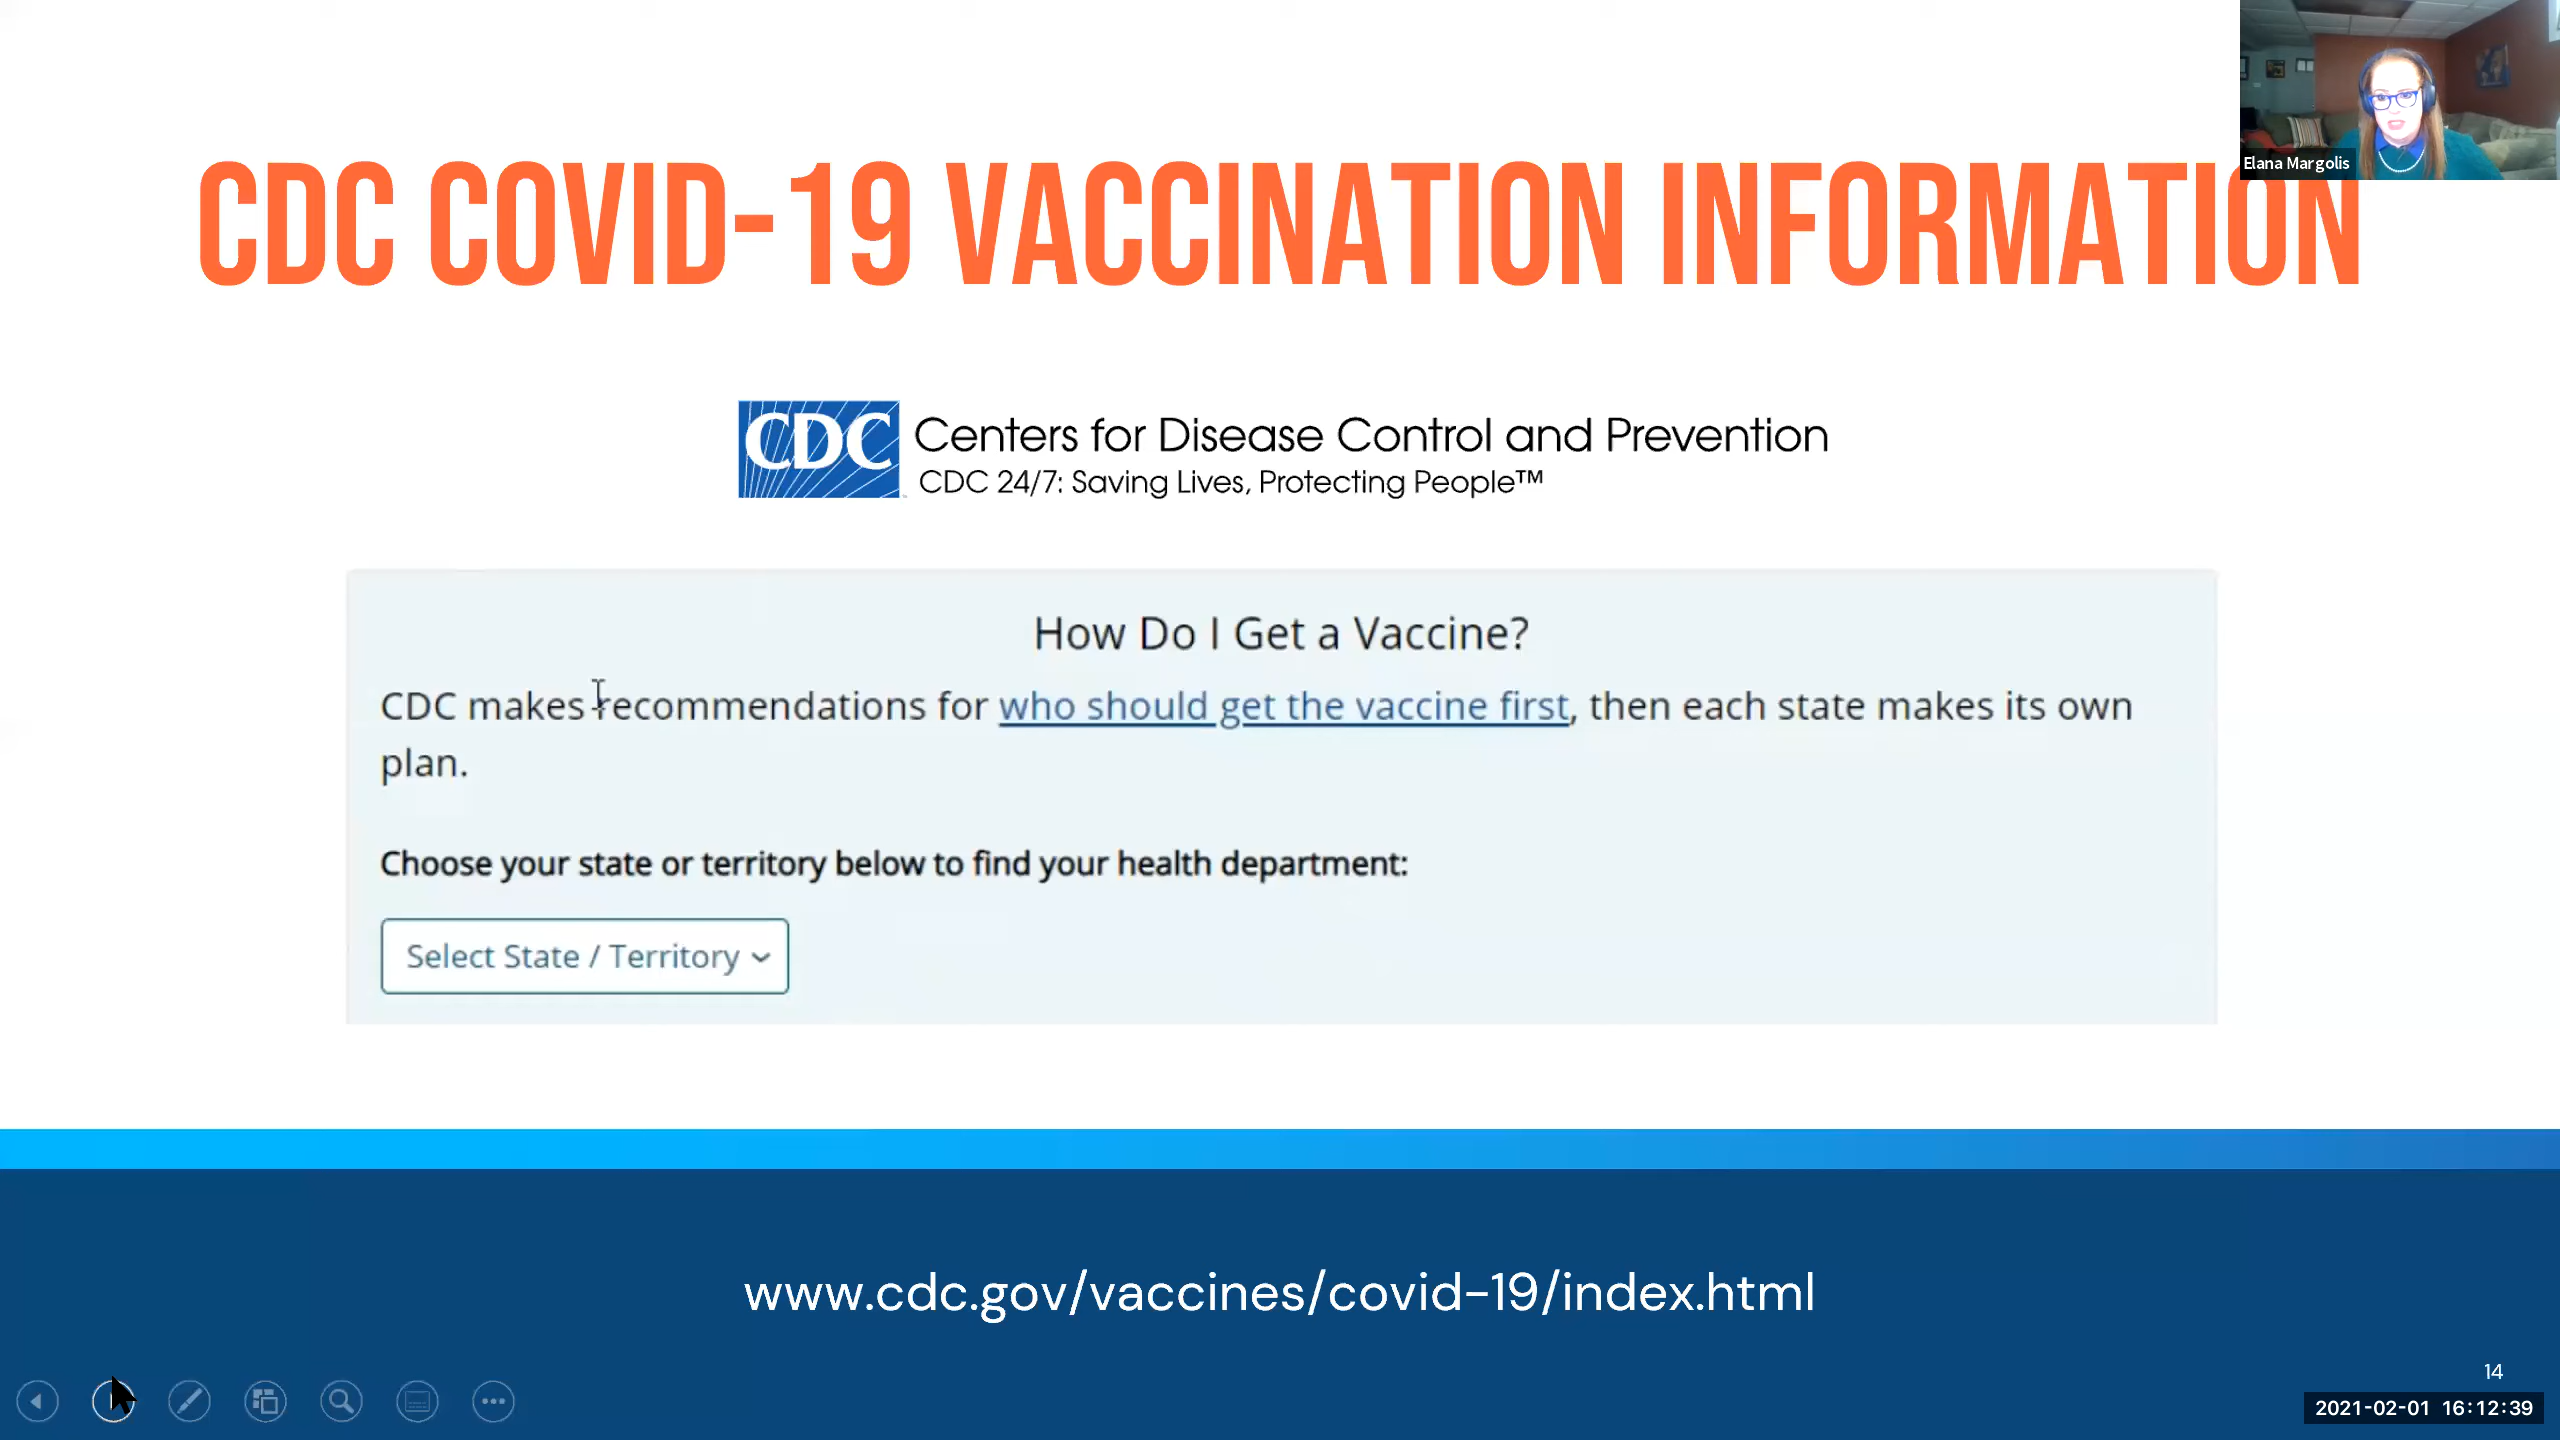 Elana Margolis
CDC COVID-19 VACCINATION INFORMATION
CDC Centers for Disease Control and Prevention
CDC 24/7: Saving Lives, Protecting People™
How Do I Get a Vaccine?
CDC makes recommendations for who should get the vaccine first, then each state makes its own
plan.
Choose your state or territory below to find your health department:
Select State / Territory
www.cdc.gov/vaccines/covid-19/index.html
14
2021-02-01 16:12:39